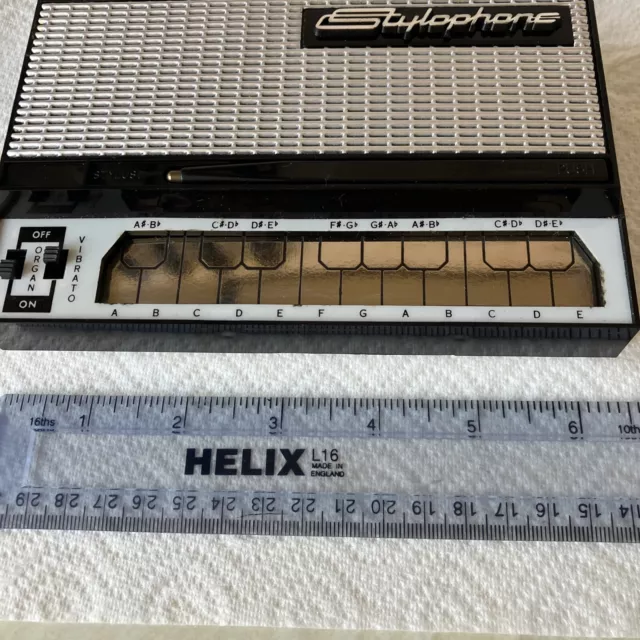 Stylophone
STYLUS
A♯-B♭ C♯-D♭ D♯-E♭ F♯-G♭ G♯-A♭ A♯-B♭ C♯-D♭ D♯-E♭
OFF
ORGAN
ON
VIBRATO
A B C D E F G A B C D E
16ths 1 2 3 4 5 6 10th
HELIX L16
MADE IN
ENGLAND
29 28 27 26 25 24 23 22 21 20 19 18 17 16 15 14